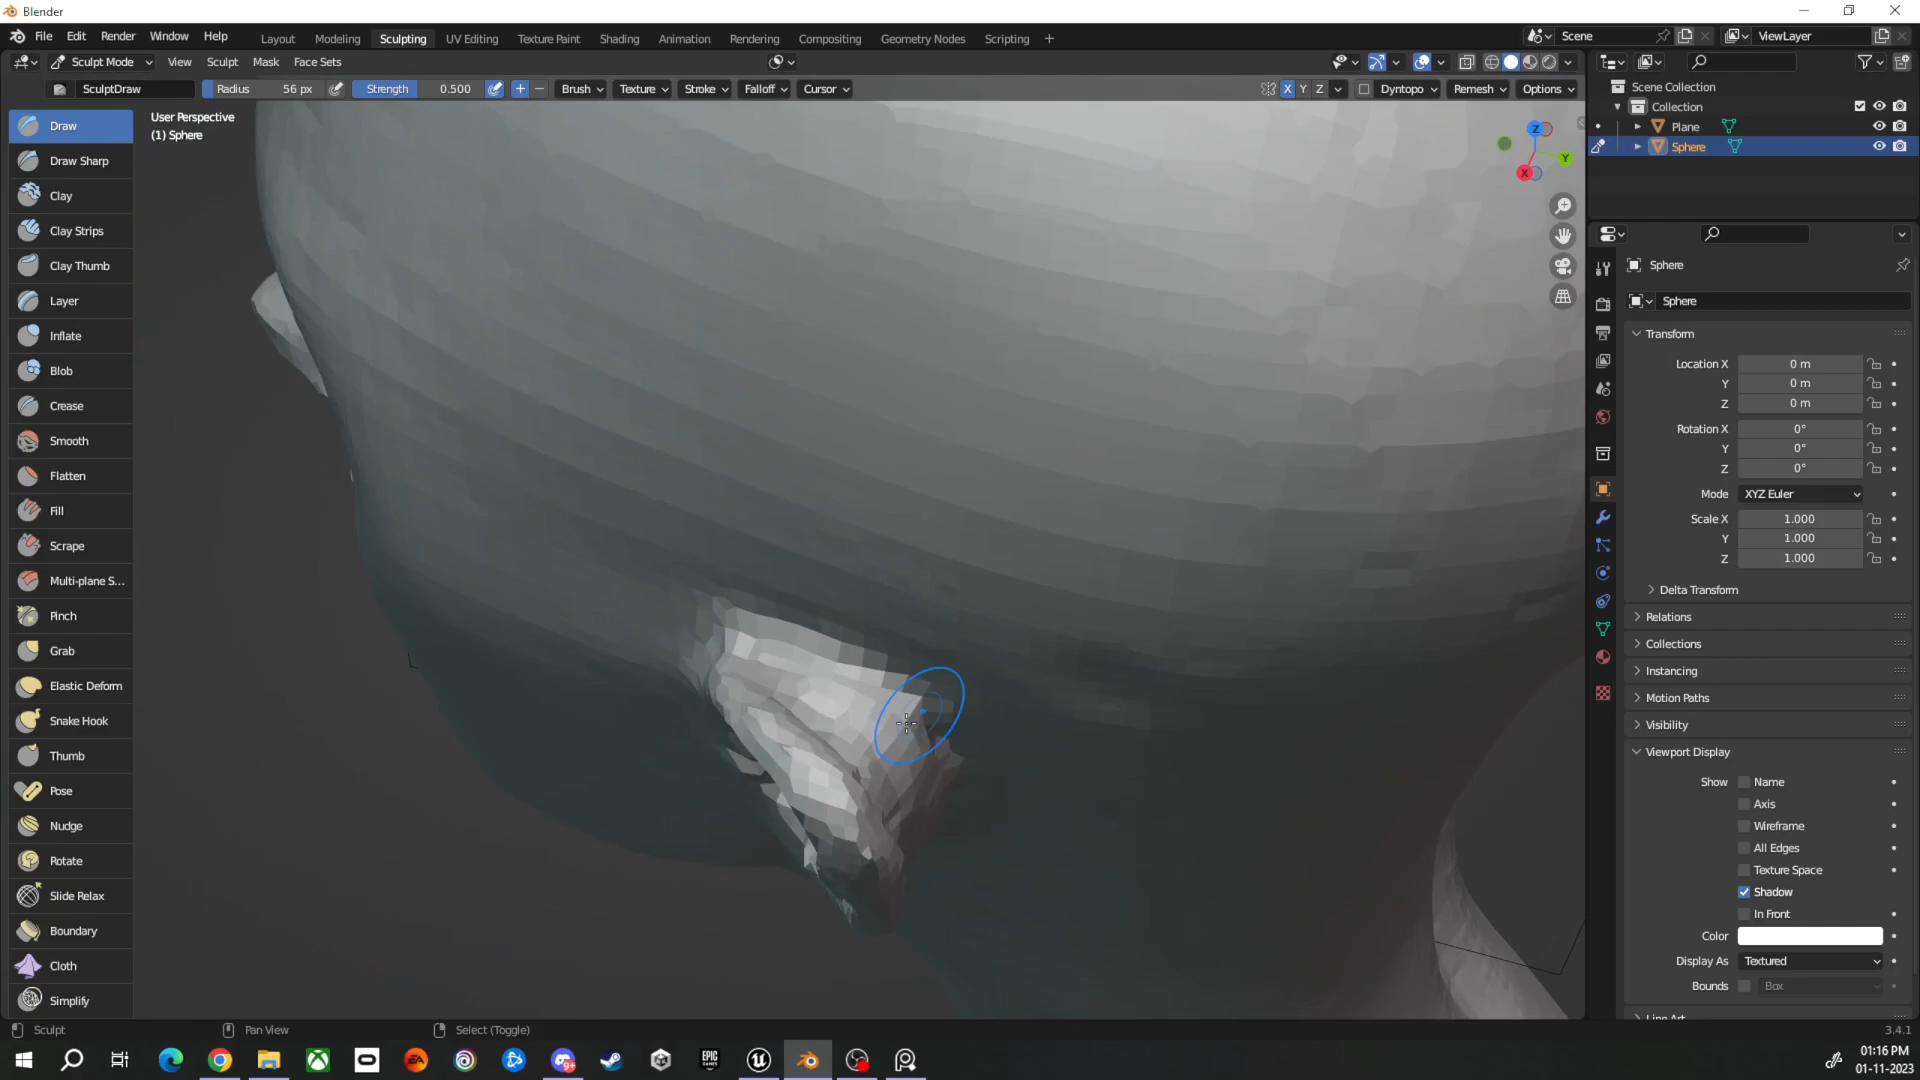 Blender
File Edit Render Window Help Layout Modeling Sculpting UV Editing Texture Paint Shading Animation Rendering Compositing Geometry Nodes Scripting + Scene ViewLayer
Sculpt Mode View Sculpt Mask Face Sets
SculptDraw Radius 56 px Strength 0.500 + − Brush Texture Stroke Falloff Cursor X Y Z Dyntopo Remesh Options
Draw
Draw Sharp
Clay
Clay Strips
Clay Thumb
Layer
Inflate
Blob
Crease
Smooth
Flatten
Fill
Scrape
Multi-plane S...
Pinch
Grab
Elastic Deform
Snake Hook
Thumb
Pose
Nudge
Rotate
Slide Relax
Boundary
Cloth
Simplify
User Perspective
(1) Sphere
Z
Y
X
Scene Collection
Collection
Plane
Sphere
Sphere
Sphere
Transform
Location X 0 m
Y 0 m
Z 0 m
Rotation X 0°
Y 0°
Z 0°
Mode XYZ Euler
Scale X 1.000
Y 1.000
Z 1.000
Delta Transform
Relations
Collections
Instancing
Motion Paths
Visibility
Viewport Display
Show Name
Axis
Wireframe
All Edges
Texture Space
Shadow
In Front
Color
Display As Textured
Bounds Box
Line Art
Sculpt Pan View Select (Toggle) 3.4.1
EA
9+
EPIC GAMES
01:16 PM
01-11-2023